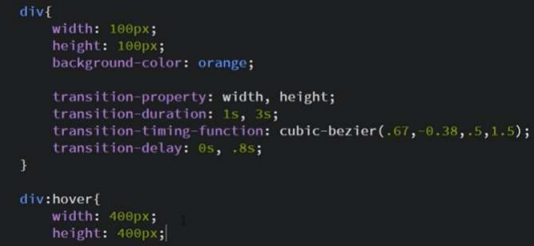 div{
width: 100px;
height: 100px;
background-color: orange;
transition-property: width, height;
transition-duration: 1s, 3s;
transition-timing-function: cubic-bezier(.67,-0.38,.5,1.5);
transition-delay: 0s, .8s;
}
div:hover{
width: 400px;
height: 400px;